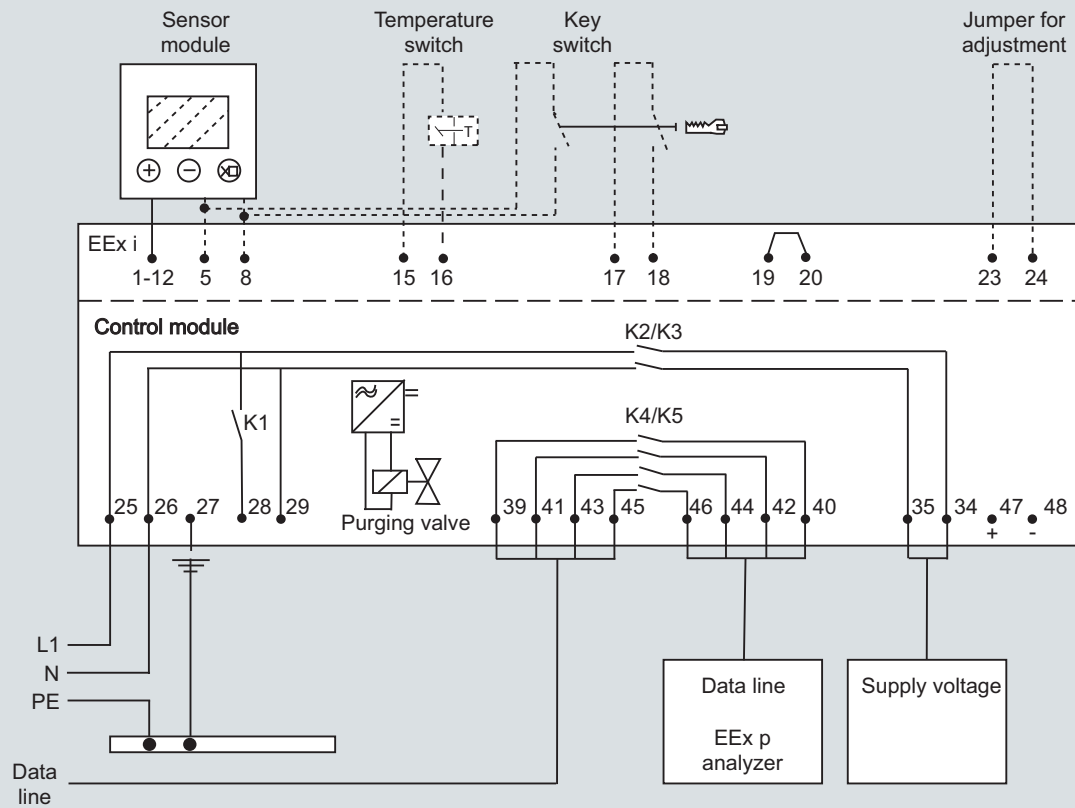 Sensor
module
Temperature
switch
Key
switch
Jumper for
adjustment
T
EEx i
1-12 5 8 15 16 17 18 19 20 23 24
Control module
K2/K3
K1
K4/K5
25 26 27 28 29 39 41 43 45 46 44 42 40 35 34 47 48
Purging valve
+ -
L1
N
PE
Data
line
Data line
EEx p
analyzer
Supply voltage